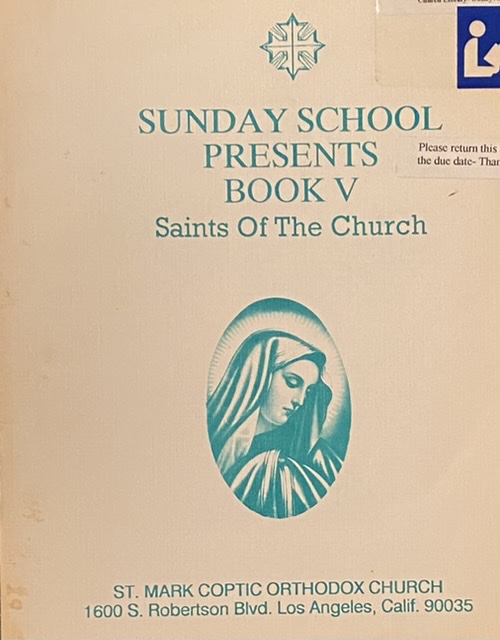 SUNDAY SCHOOL
PRESENTS
BOOK V
Saints Of The Church
Please return this
the due date- Than
ST. MARK COPTIC ORTHODOX CHURCH
1600 S. Robertson Blvd. Los Angeles, Calif. 90035